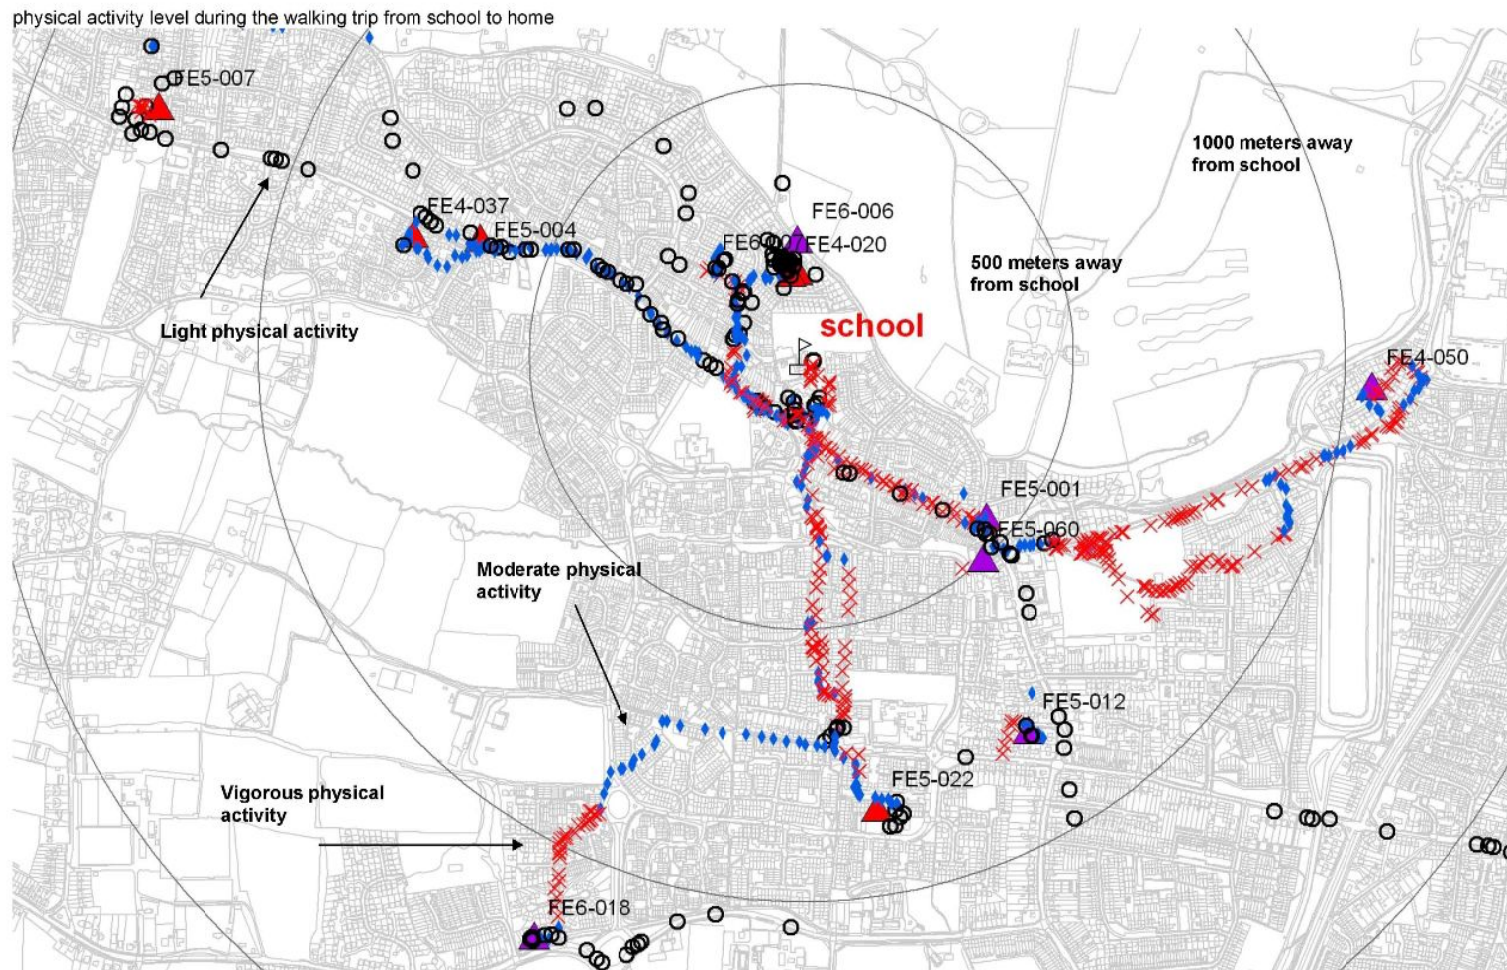 physical activity level during the walking trip from school to home
FE5-007
1000 meters away
from school
FE4-037
FE6-006
FE5-004
FE4-020
500 meters away
from school
Light physical activity
school
FE4-050
FE5-001
FE5-060
Moderate physical
activity
FE5-012
FE5-022
Vigorous physical
activity
FE6-018